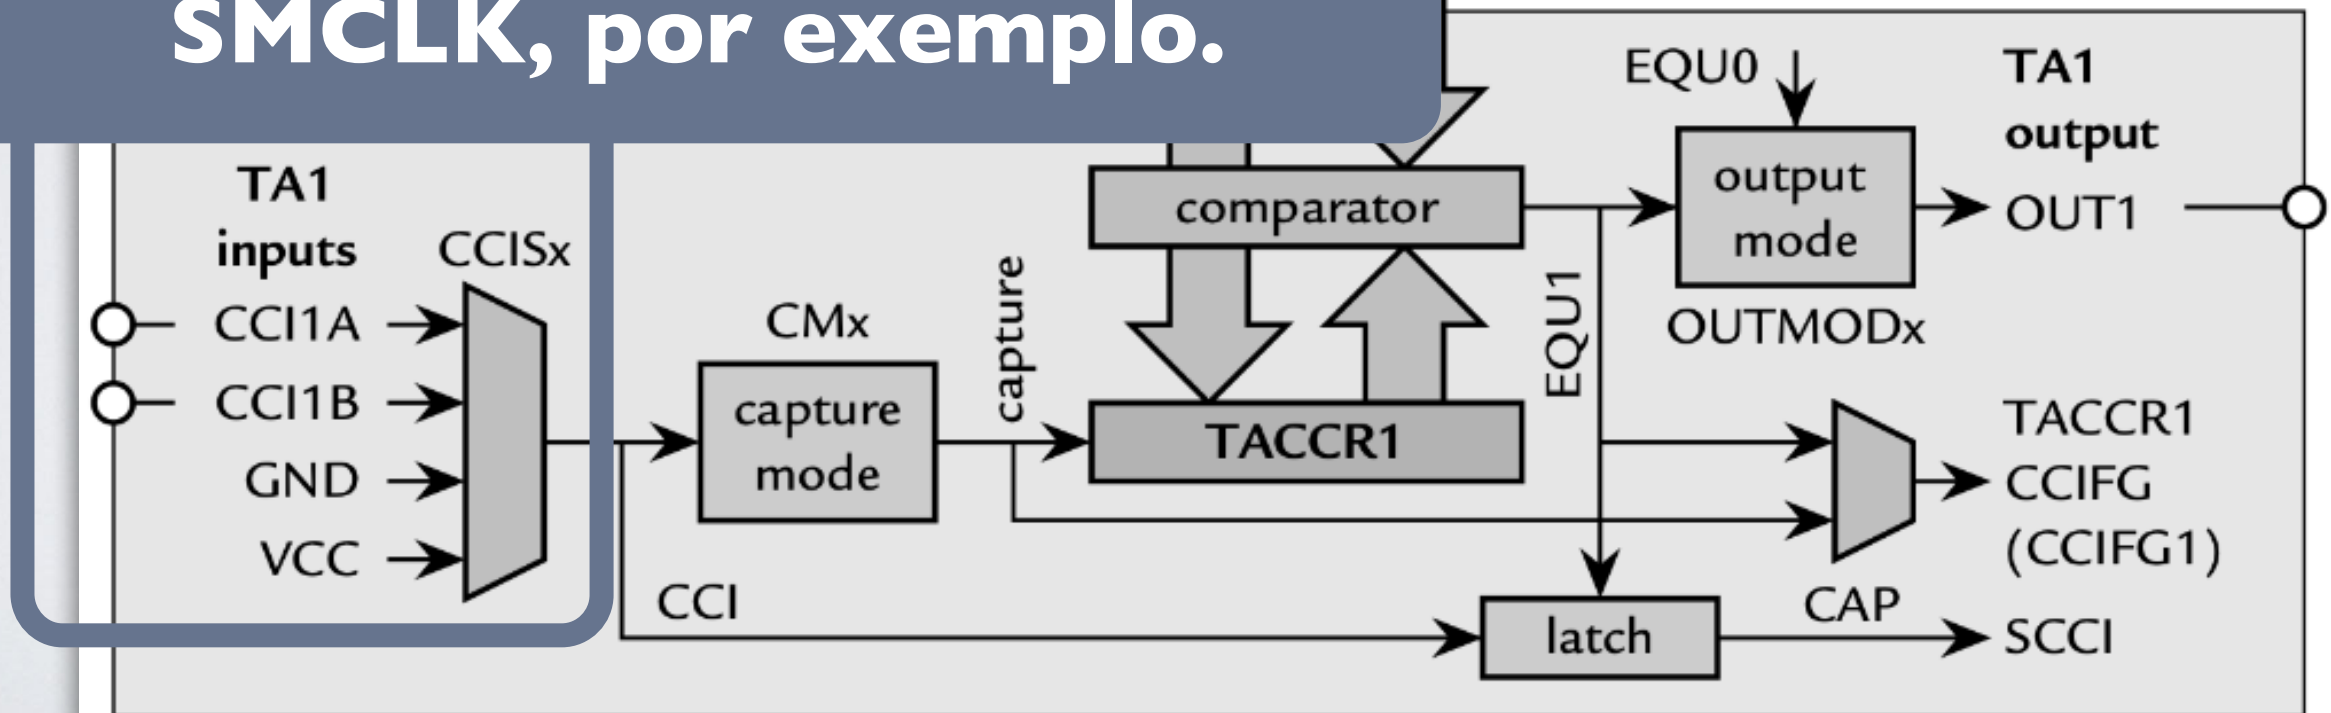 SMCLK, por exemplo.
EQU0
TA1
output
TA1
inputs
CCISx
comparator
output
mode
OUT1
CCI1A
CMx
capture
EQU1
OUTMODx
CCI1B
capture
mode
TACCR1
TACCR1
GND
CCIFG
VCC
(CCIFG1)
CCI
CAP
latch
SCCI